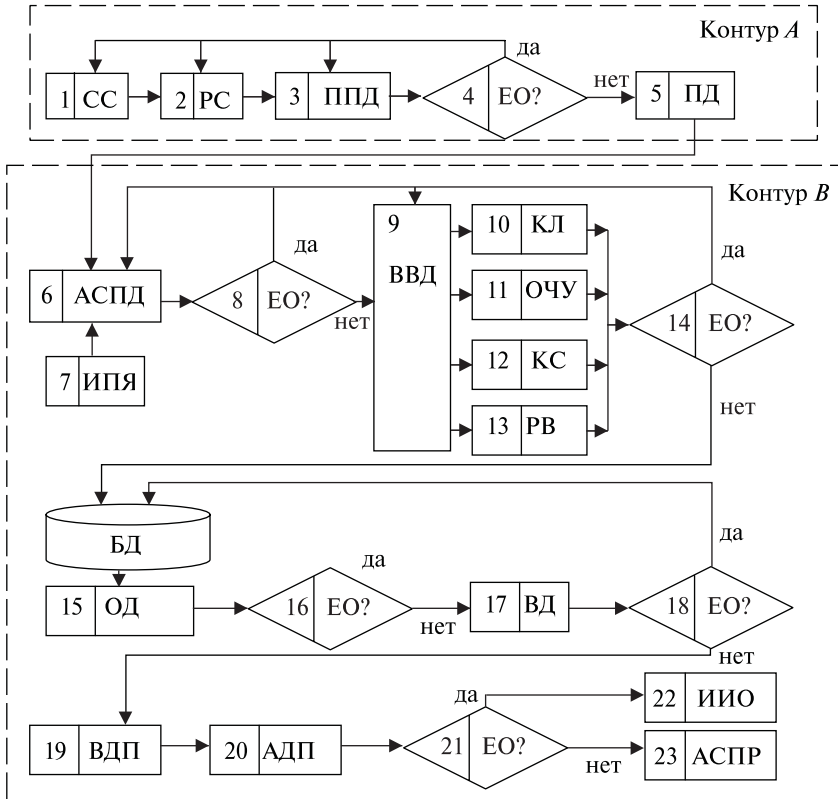 Контур A
да
1 СС
2 РС
3 ППД
4 ЕО?
нет
5 ПД
Контур B
да
да
9
ВВД
10 КЛ
6 АСПД
8 ЕО?
нет
11 ОЧУ
14 ЕО?
7 ИПЯ
12 КС
13 РВ
нет
БД
да
да
15 ОД
16 ЕО?
нет
17 ВД
18 ЕО?
нет
да
22 ИИО
19 ВДП
20 АДП
21 ЕО?
нет
23 АСПР